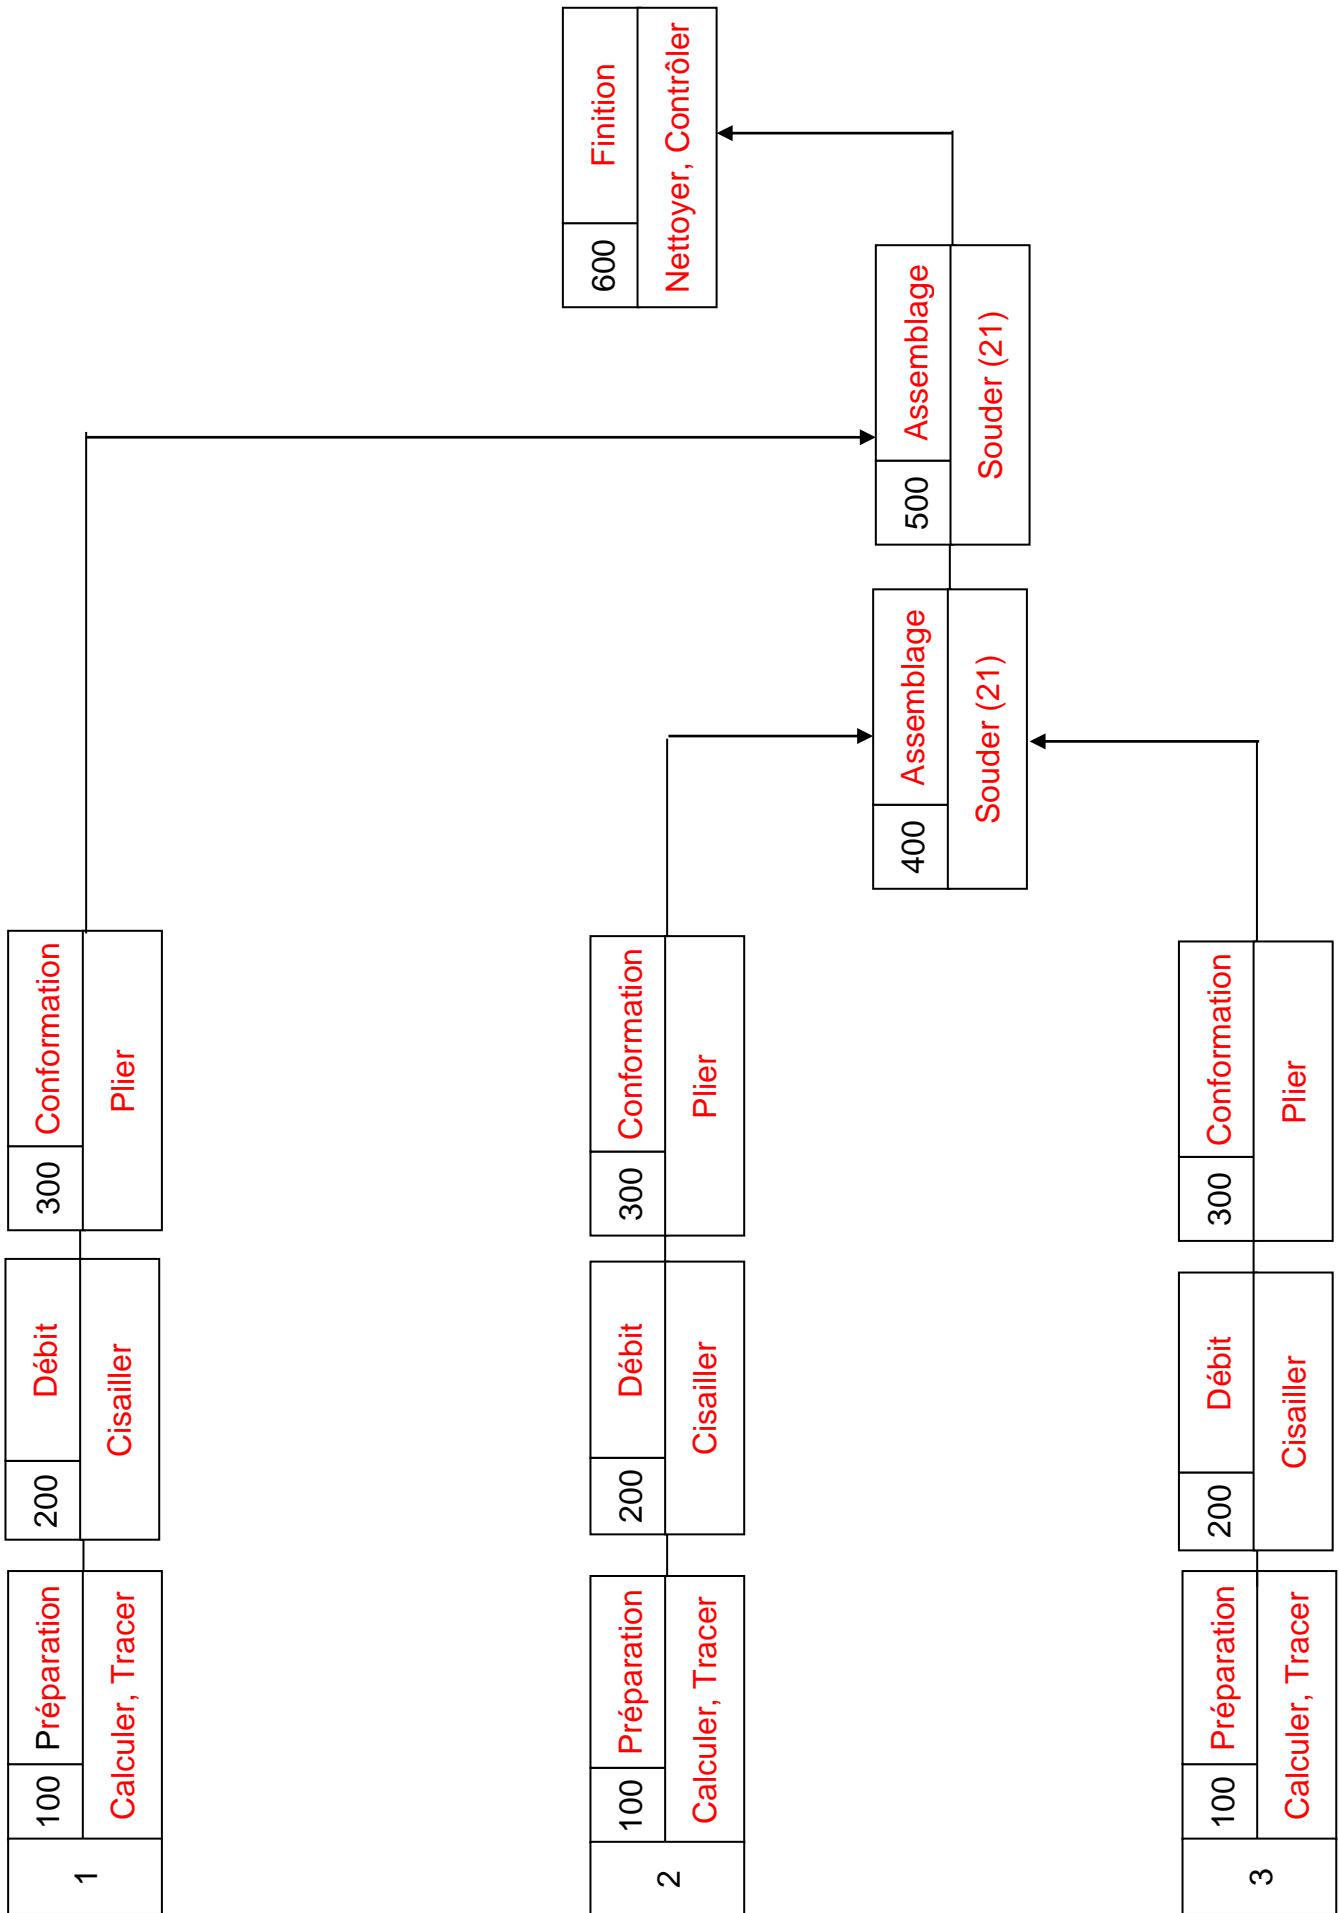 1
100 Préparation
Calculer, Tracer
200 Débit
Cisailler
300 Conformation
Plier
2
100 Préparation
Calculer, Tracer
200 Débit
Cisailler
300 Conformation
Plier
3
100 Préparation
Calculer, Tracer
200 Débit
Cisailler
300 Conformation
Plier
400 Assemblage
Souder (21)
500 Assemblage
Souder (21)
600 Finition
Nettoyer, Contrôler